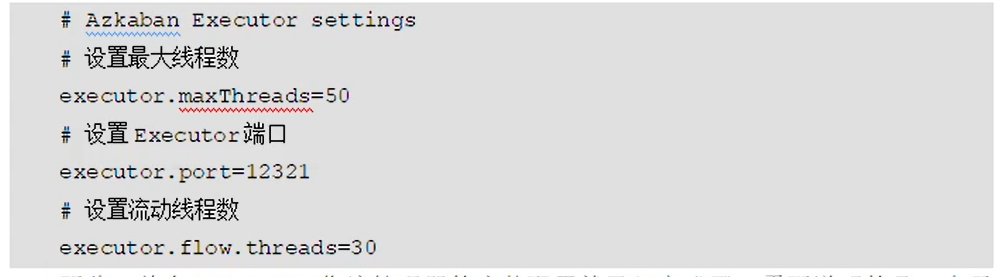 # Azkaban Executor settings
# 设置最大线程数
executor.maxThreads=50
# 设置Executor端口
executor.port=12321
# 设置流动线程数
executor.flow.threads=30